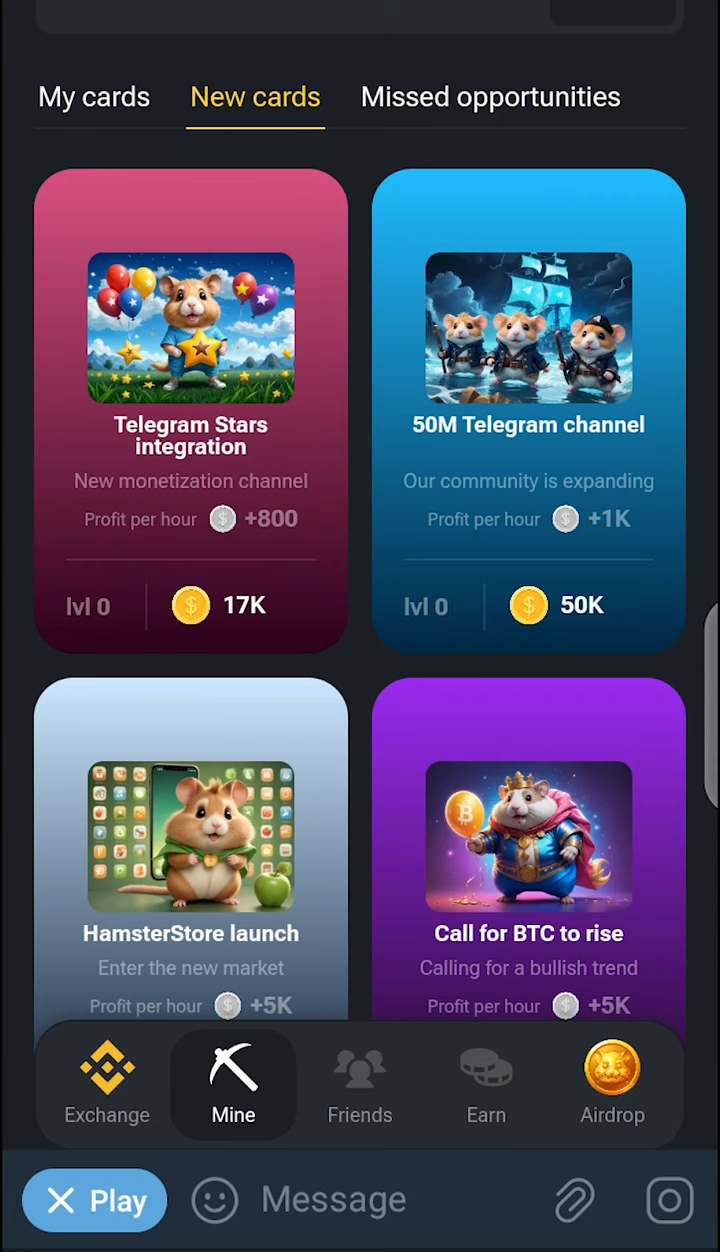 My cards New cards Missed opportunities
Telegram Stars
integration
New monetization channel
Profit per hour +800
lvl 0 17K
50M Telegram channel
Our community is expanding
Profit per hour +1K
lvl 0 50K
HamsterStore launch
Enter the new market
Profit per hour +5K
Call for BTC to rise
Calling for a bullish trend
Profit per hour +5K
Exchange Mine Friends Earn Airdrop
Play Message